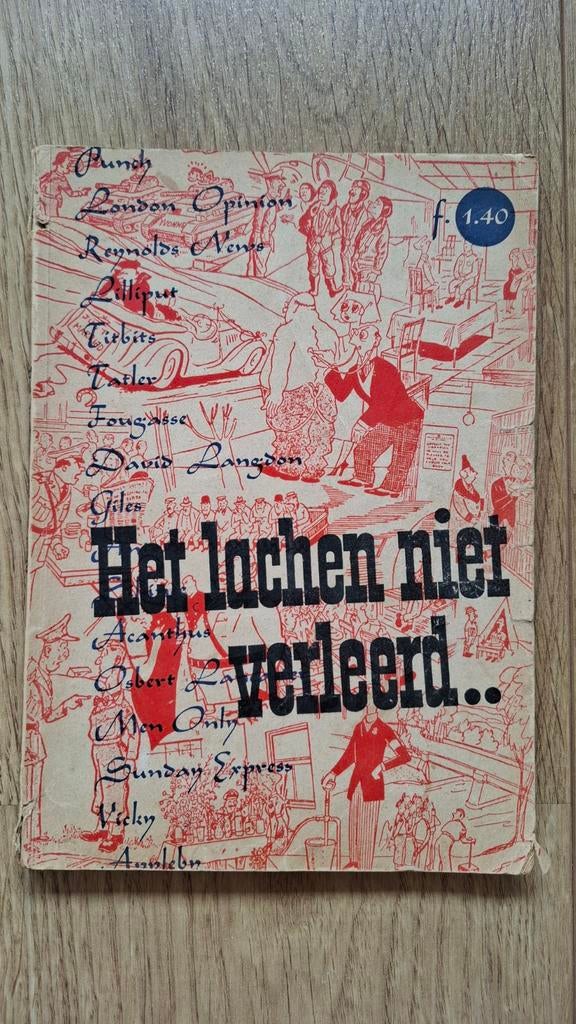 Punch
London Opinion
f. 1.40
Reynolds News
Lilliput
Titbits
Tatler
Fougasse
David Langdon
Giles
Het lachen niet
Acanthus
verleerd..
Osbert
Men Only
Sunday Express
Vicky